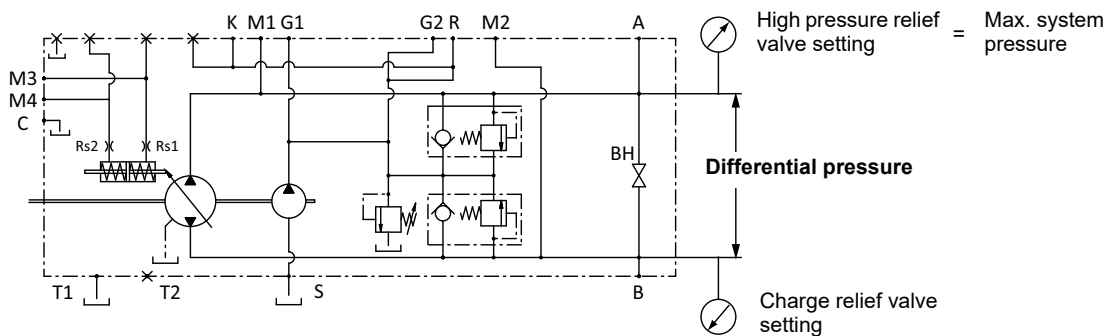 K M1 G1 G2 R M2 A
High pressure relief = Max. system
valve setting pressure
M3
M4
C
Rs2 Rs1
BH
Differential pressure
T1 T2 S B
Charge relief valve
setting